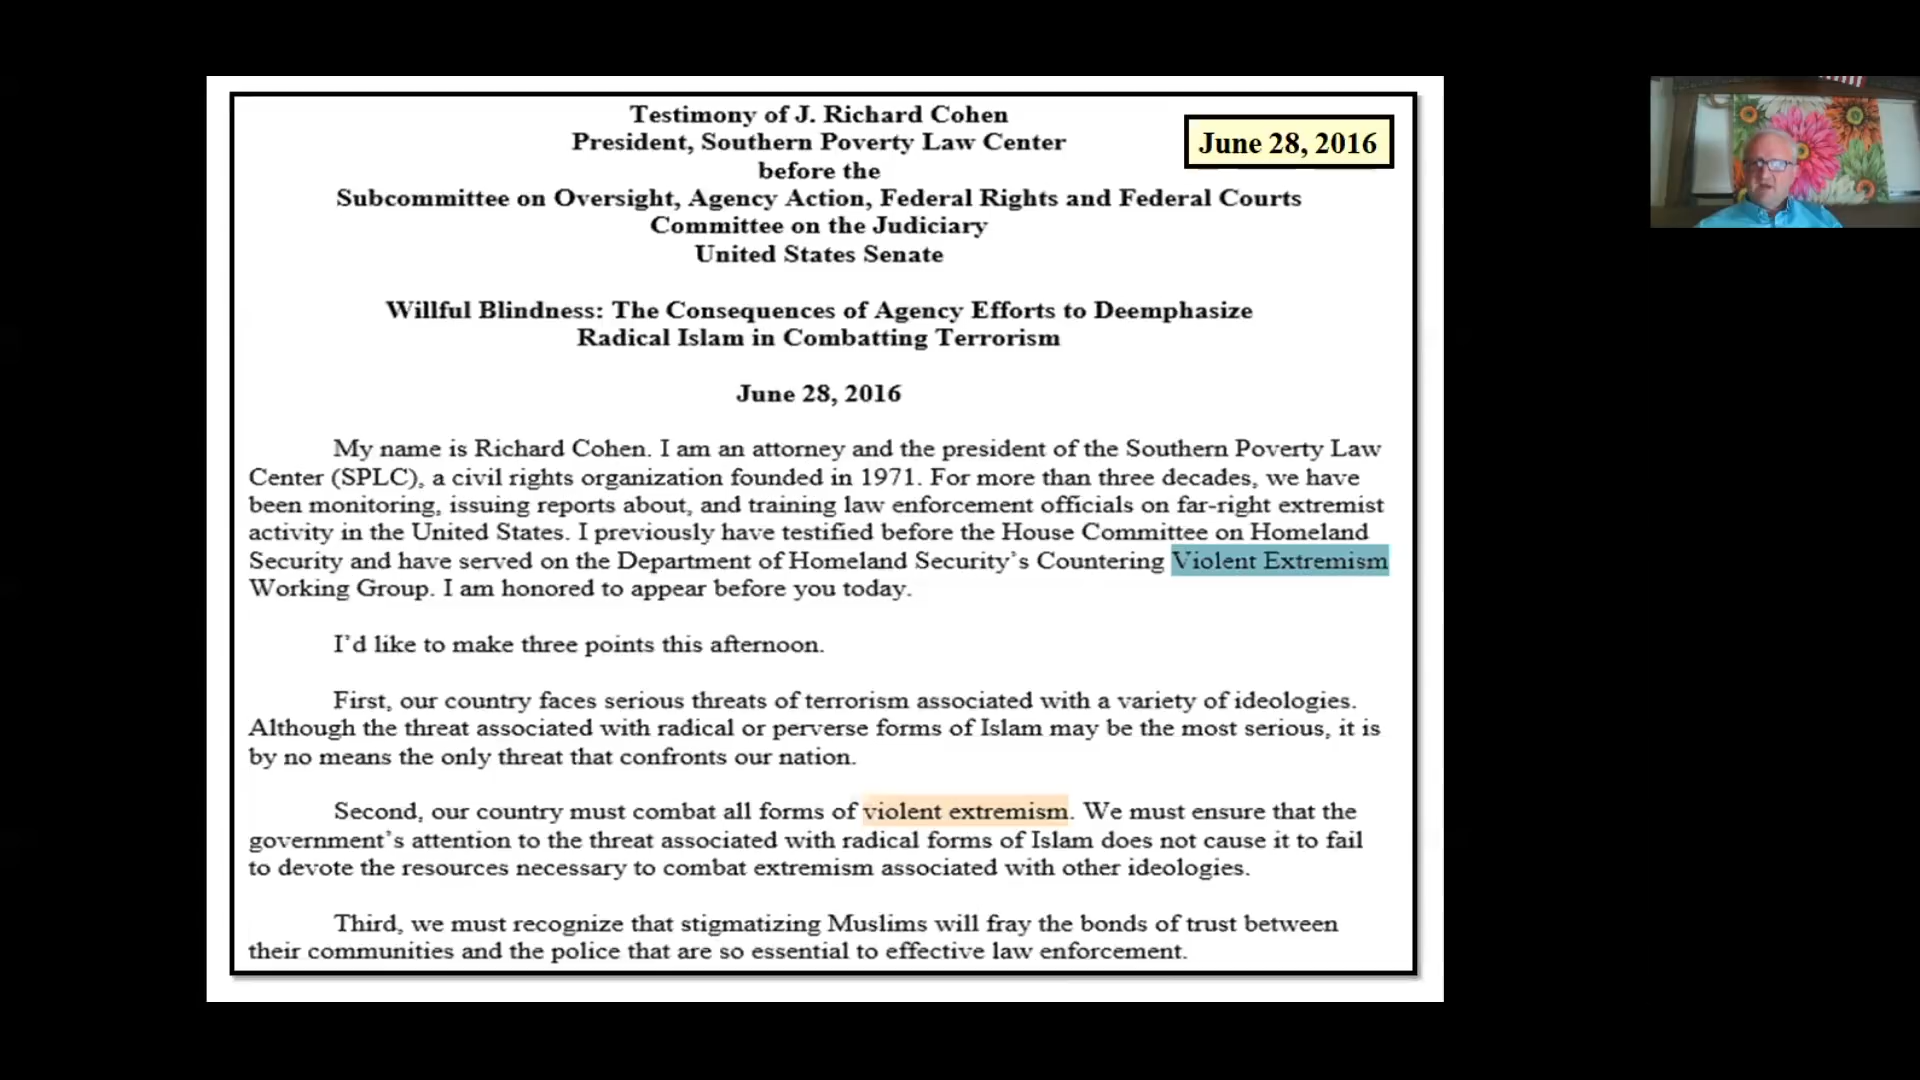 Testimony of J. Richard Cohen
President, Southern Poverty Law Center
before the
Subcommittee on Oversight, Agency Action, Federal Rights and Federal Courts
Committee on the Judiciary
United States Senate
June 28, 2016
Willful Blindness: The Consequences of Agency Efforts to Deemphasize
Radical Islam in Combatting Terrorism
June 28, 2016
My name is Richard Cohen. I am an attorney and the president of the Southern Poverty Law
Center (SPLC), a civil rights organization founded in 1971. For more than three decades, we have
been monitoring, issuing reports about, and training law enforcement officials on far-right extremist
activity in the United States. I previously have testified before the House Committee on Homeland
Security and have served on the Department of Homeland Security's Countering Violent Extremism
Working Group. I am honored to appear before you today.
I'd like to make three points this afternoon.
First, our country faces serious threats of terrorism associated with a variety of ideologies.
Although the threat associated with radical or perverse forms of Islam may be the most serious, it is
by no means the only threat that confronts our nation.
Second, our country must combat all forms of violent extremism. We must ensure that the
government's attention to the threat associated with radical forms of Islam does not cause it to fail
to devote the resources necessary to combat extremism associated with other ideologies.
Third, we must recognize that stigmatizing Muslims will fray the bonds of trust between
their communities and the police that are so essential to effective law enforcement.